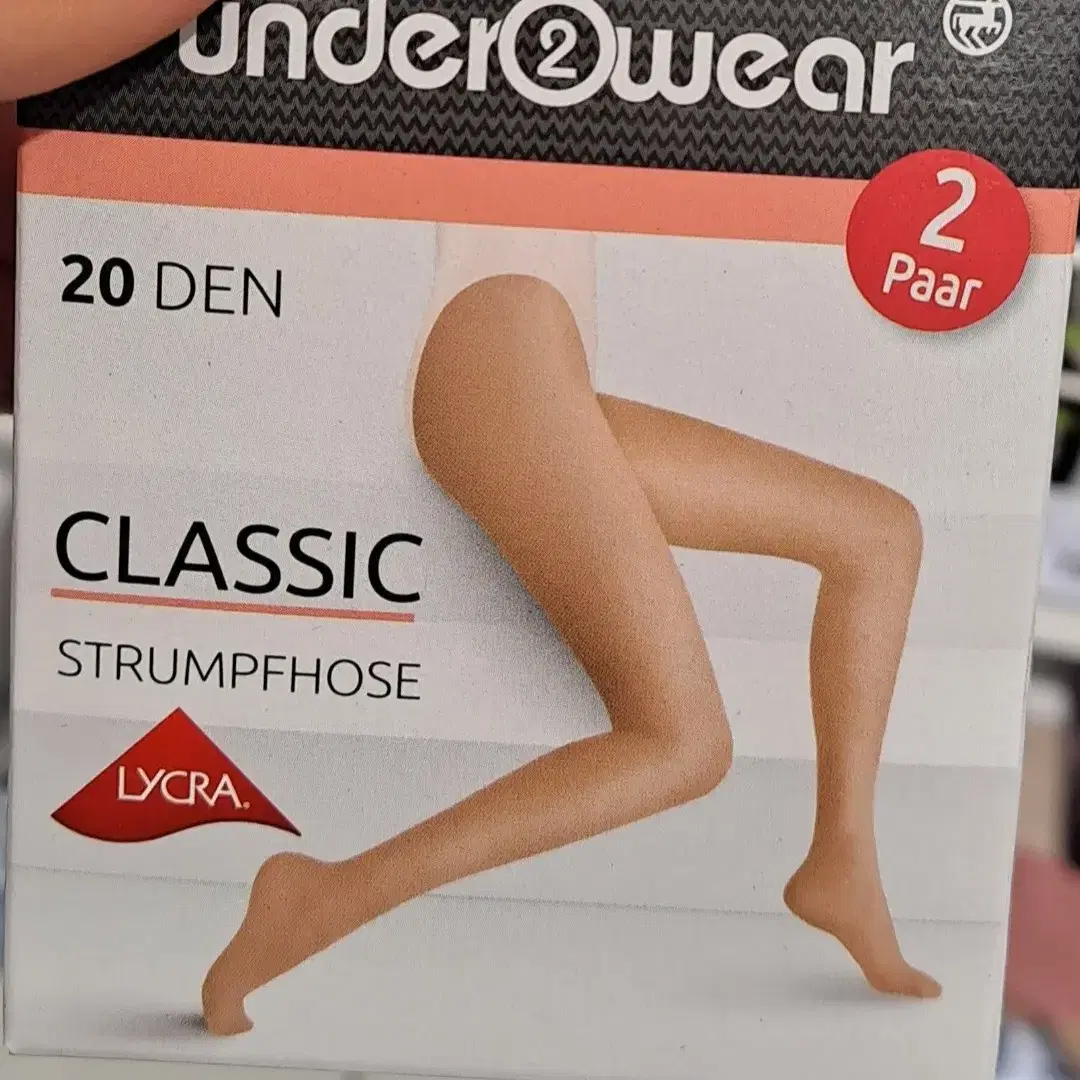 under2wear
2
Paar
20 DEN
CLASSIC
STRUMPFHOSE
LYCRA.